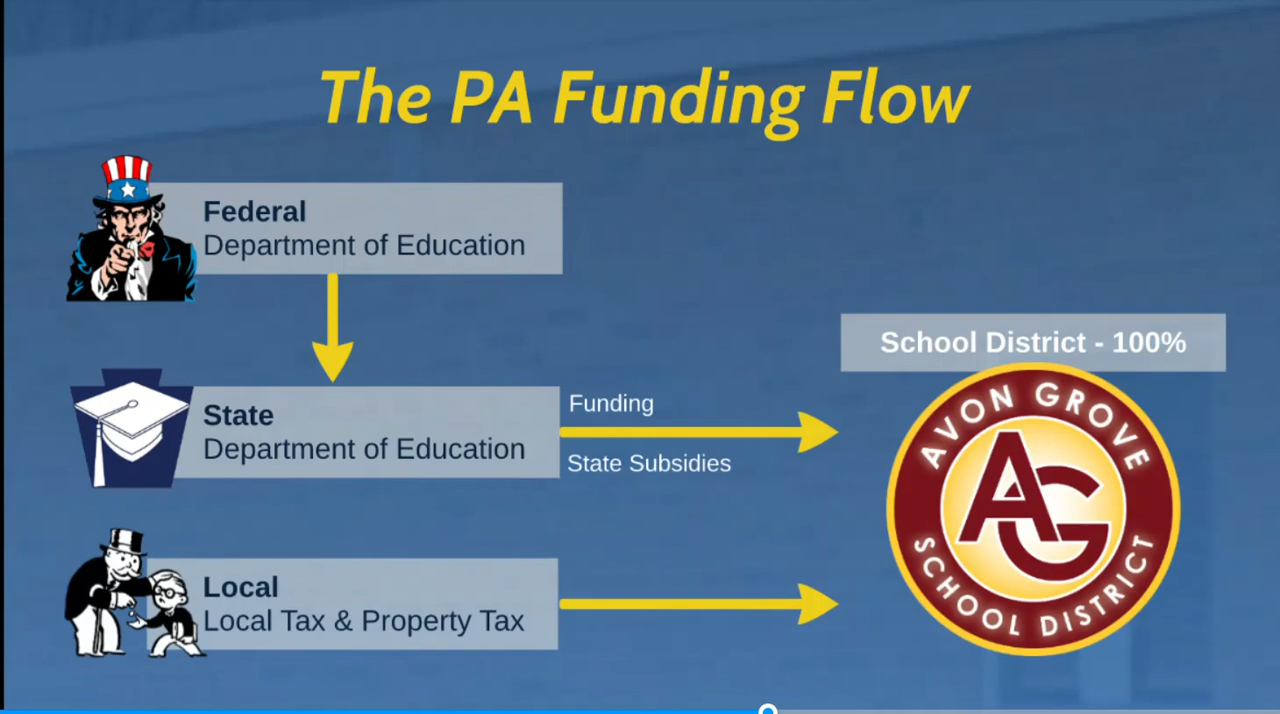 The PA Funding Flow
Federal
Department of Education
School District - 100%
State
Department of Education
Funding
State Subsidies
Local
Local Tax & Property Tax
AVON GROVE
AG
SCHOOL DISTRICT